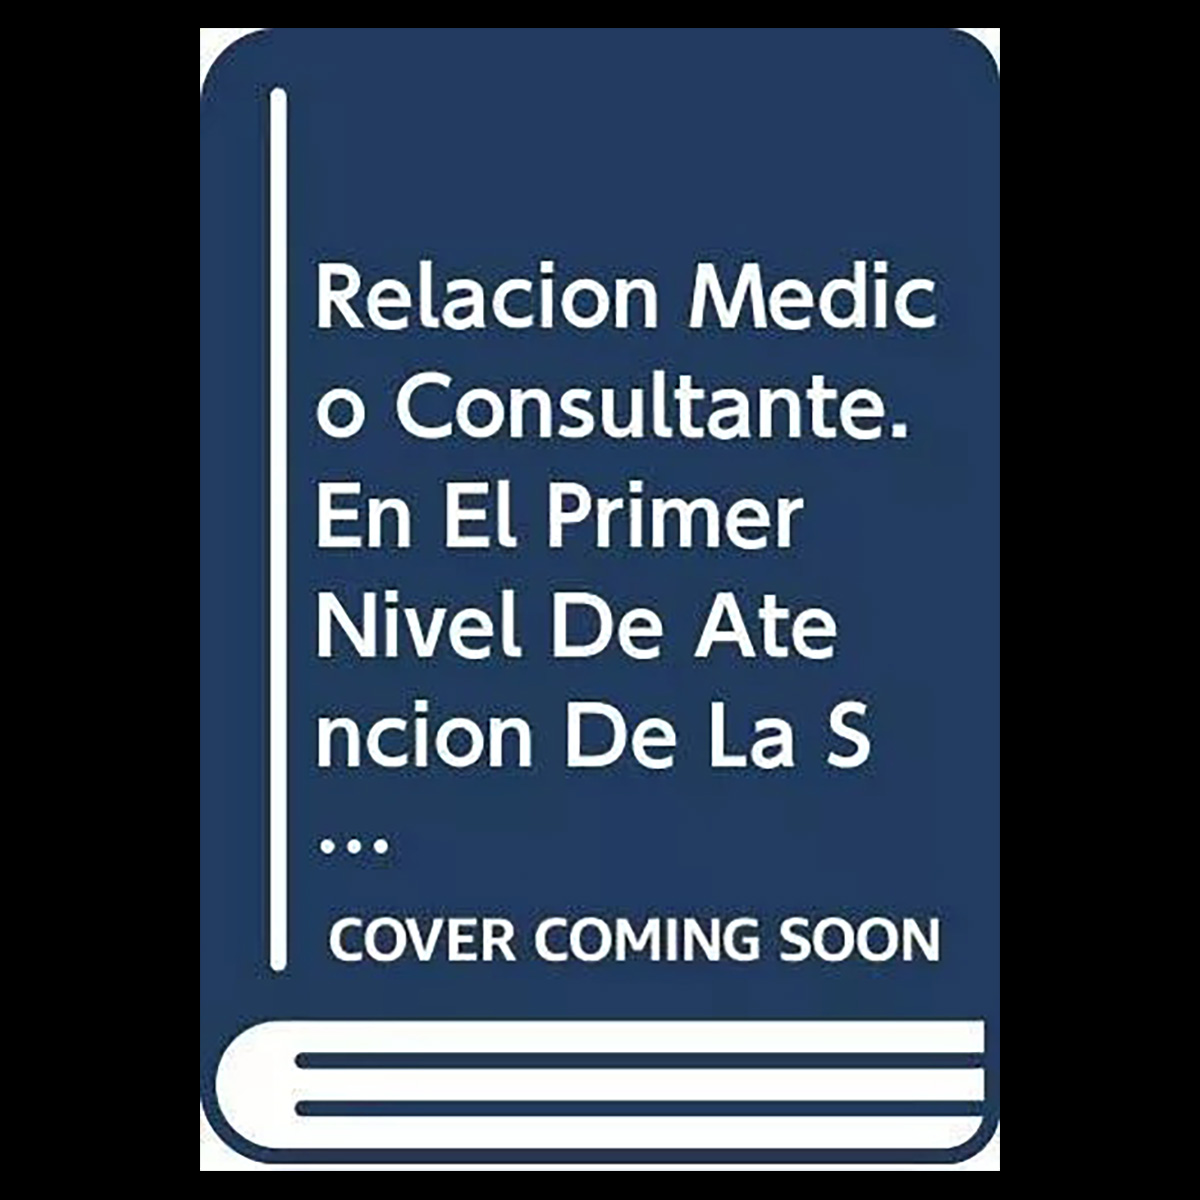 Relacion Medic
o Consultante.
En El Primer
Nivel De Ate
ncion De La S
...
COVER COMING SOON